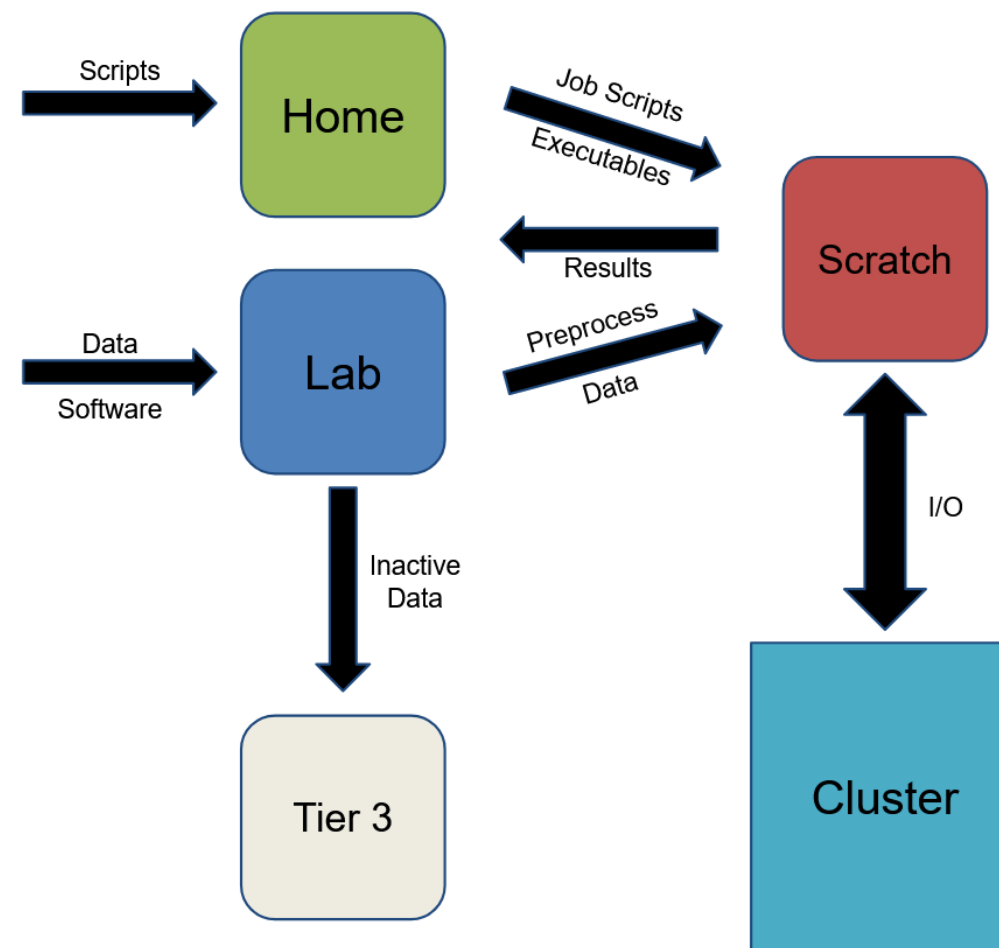 Scripts
Home
Job Scripts
Executables
Scratch
Results
Data
Software
Lab
Preprocess
Data
I/O
Inactive
Data
Tier 3
Cluster